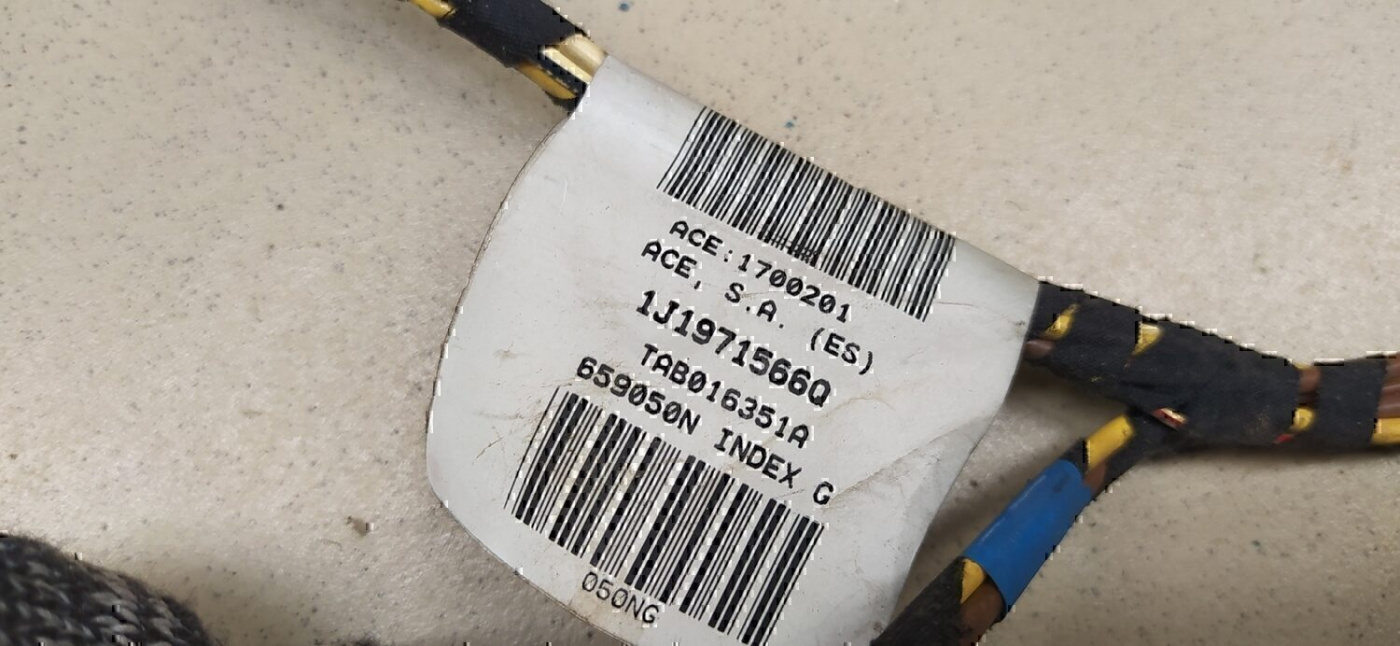 ACE:1700201
ACE, S.A. (ES)
1J1971566Q
TAB016351A
659050N INDEX G
050NG